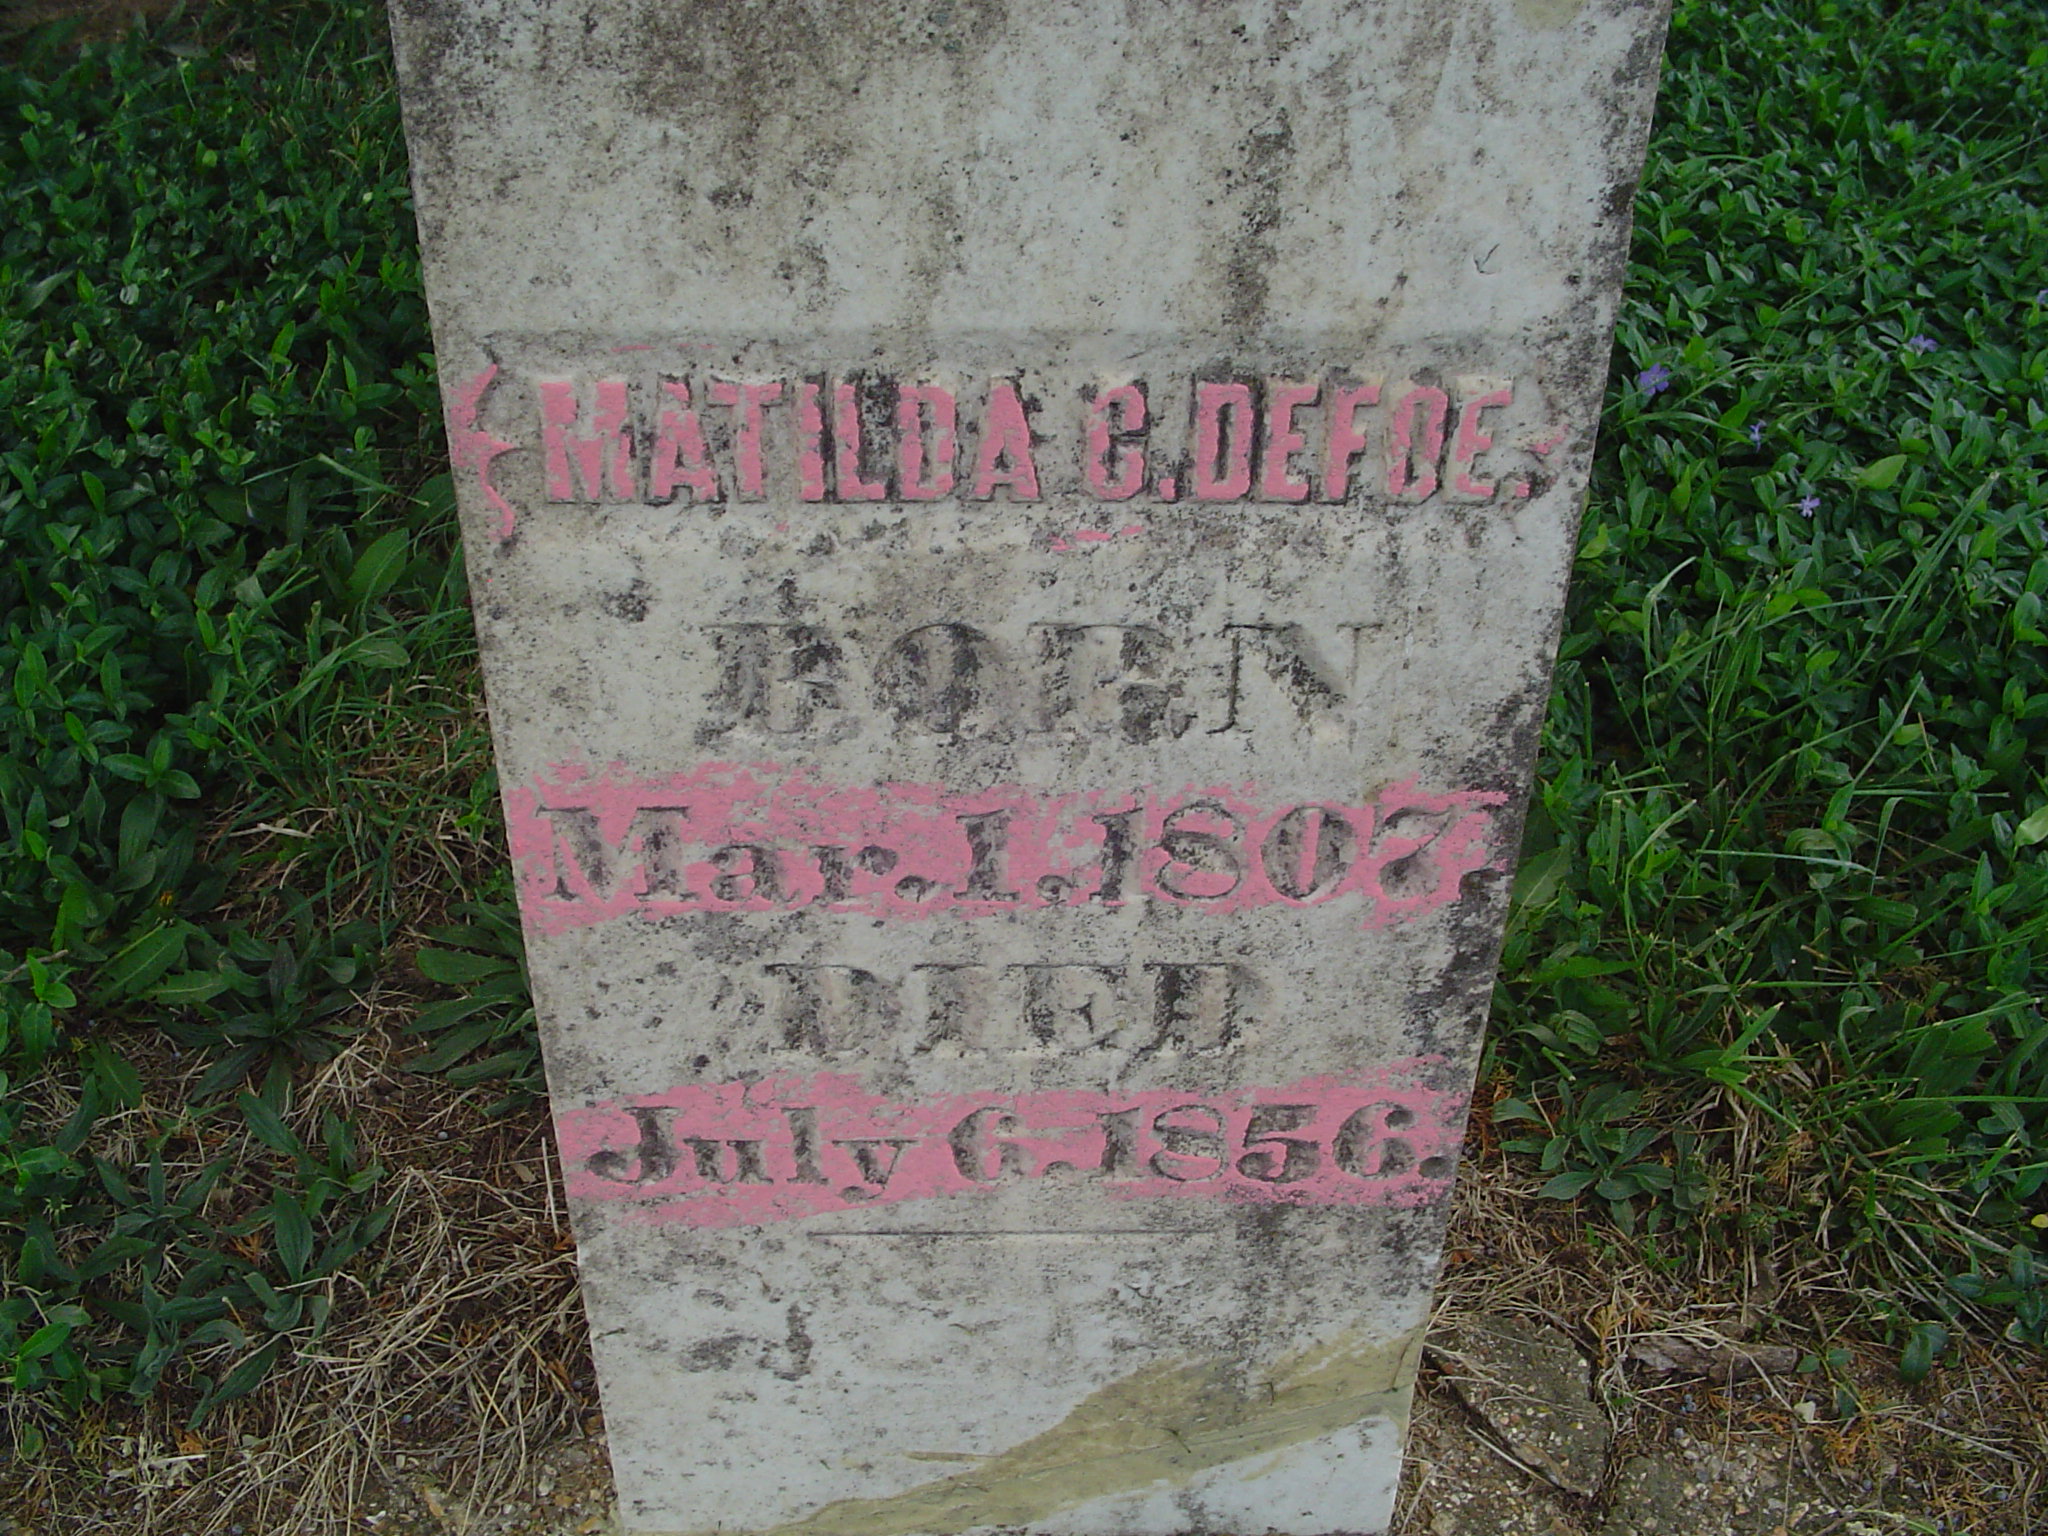 MATILDA C. DEFOE.
BORN
Mar. 1. 1807
DIED
July 6. 1856.